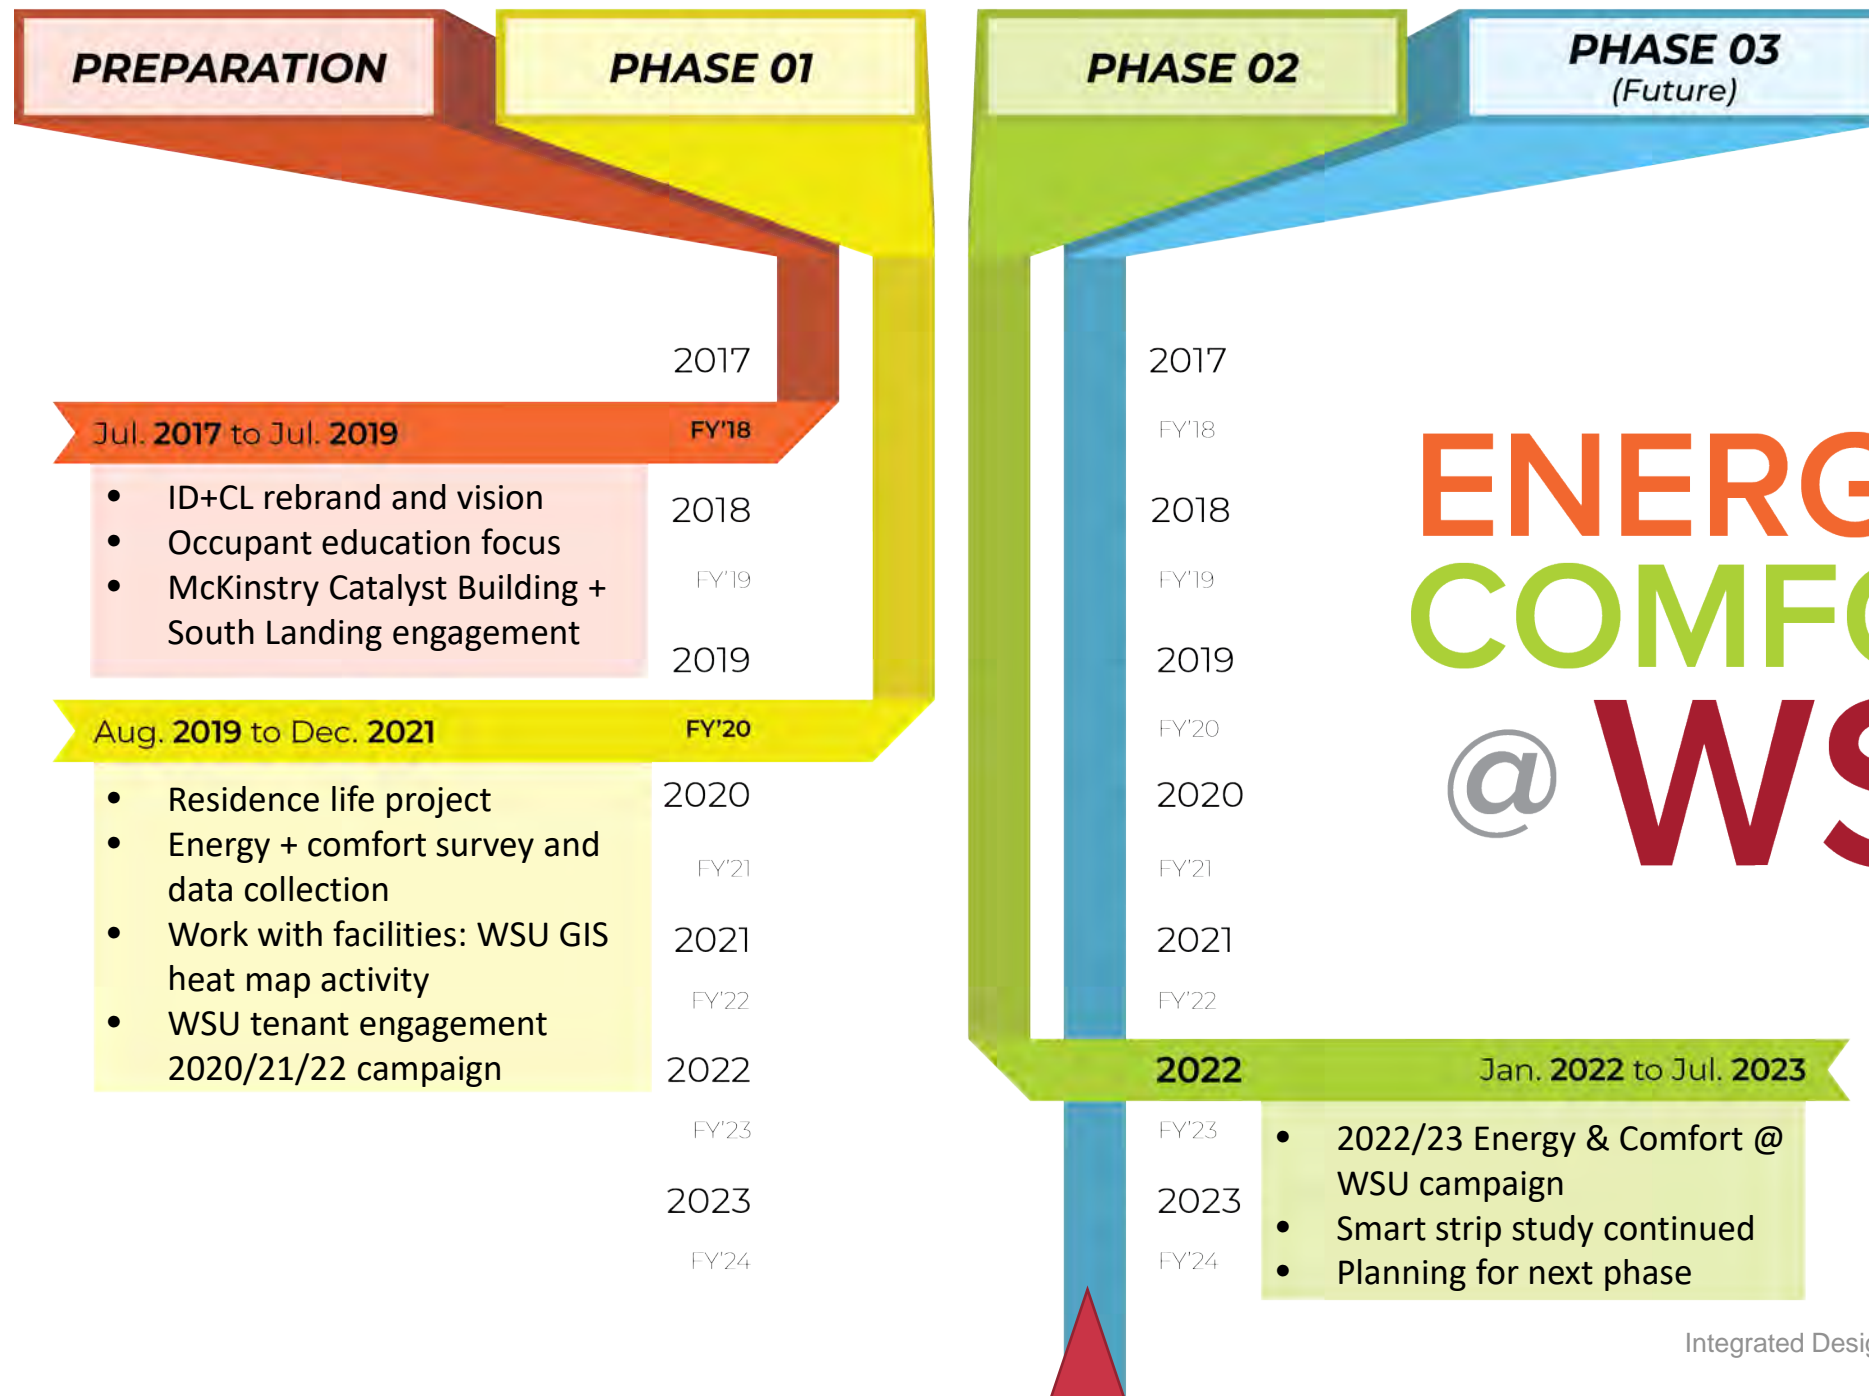 PREPARATION
PHASE 01
PHASE 02
PHASE 03
(Future)
2017
Jul. 2017 to Jul. 2019 FY'18
• ID+CL rebrand and vision
• Occupant education focus
• McKinstry Catalyst Building +
South Landing engagement
2018
FY'19
2019
Aug. 2019 to Dec. 2021 FY'20
• Residence life project
• Energy + comfort survey and
data collection
• Work with facilities: WSU GIS
heat map activity
• WSU tenant engagement
2020/21/22 campaign
2020
FY'21
2021
FY'22
2022
FY'23
2023
FY'24
2017
FY'18
2018
FY'19
2019
FY'20
2020
FY'21
2021
FY'22
2022 Jan. 2022 to Jul. 2023
FY'23
2023
FY'24
• 2022/23 Energy & Comfort @
WSU campaign
• Smart strip study continued
• Planning for next phase
ENERG
COMFO
@ WS
Integrated Desig